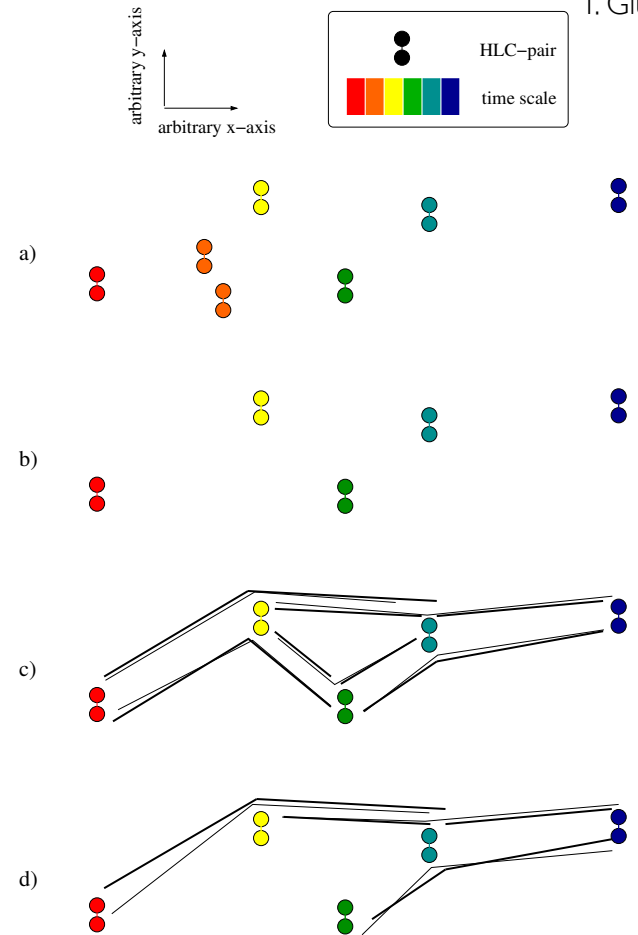 arbitrary y−axis
arbitrary x−axis
HLC−pair
time scale
a)
b)
c)
d)